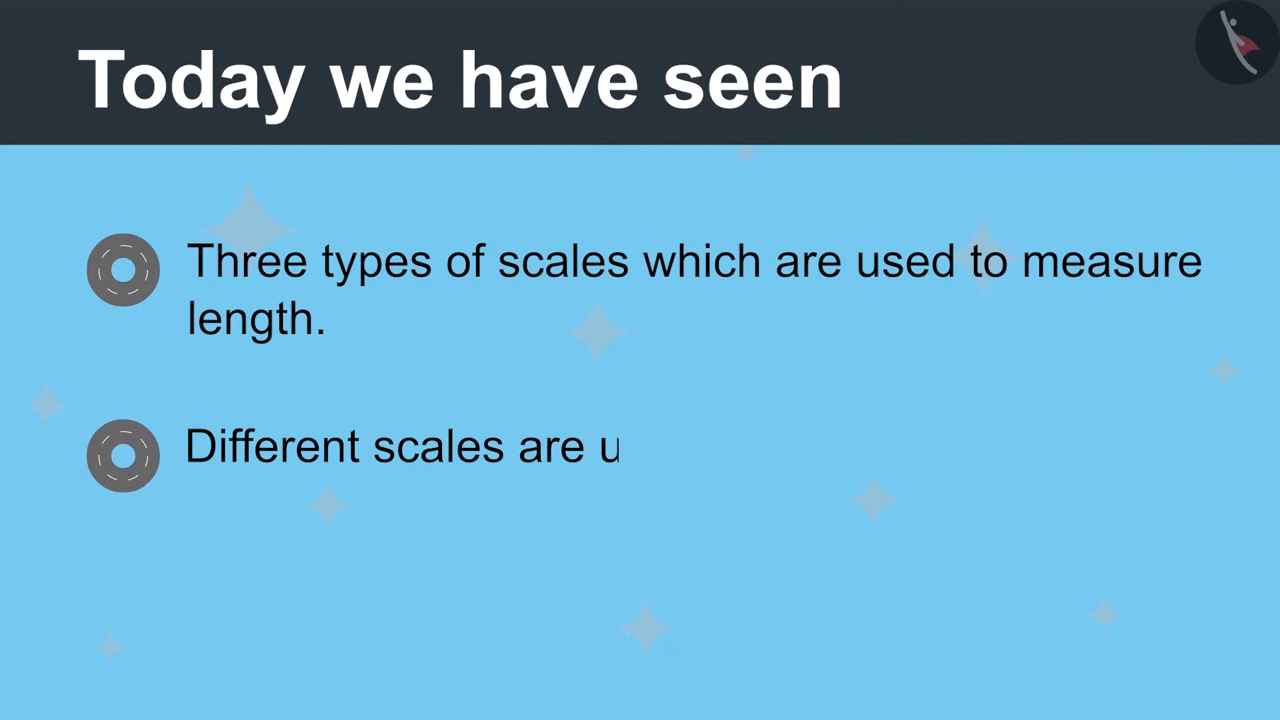 Today we have seen
Three types of scales which are used to measure
length.
Different scales are